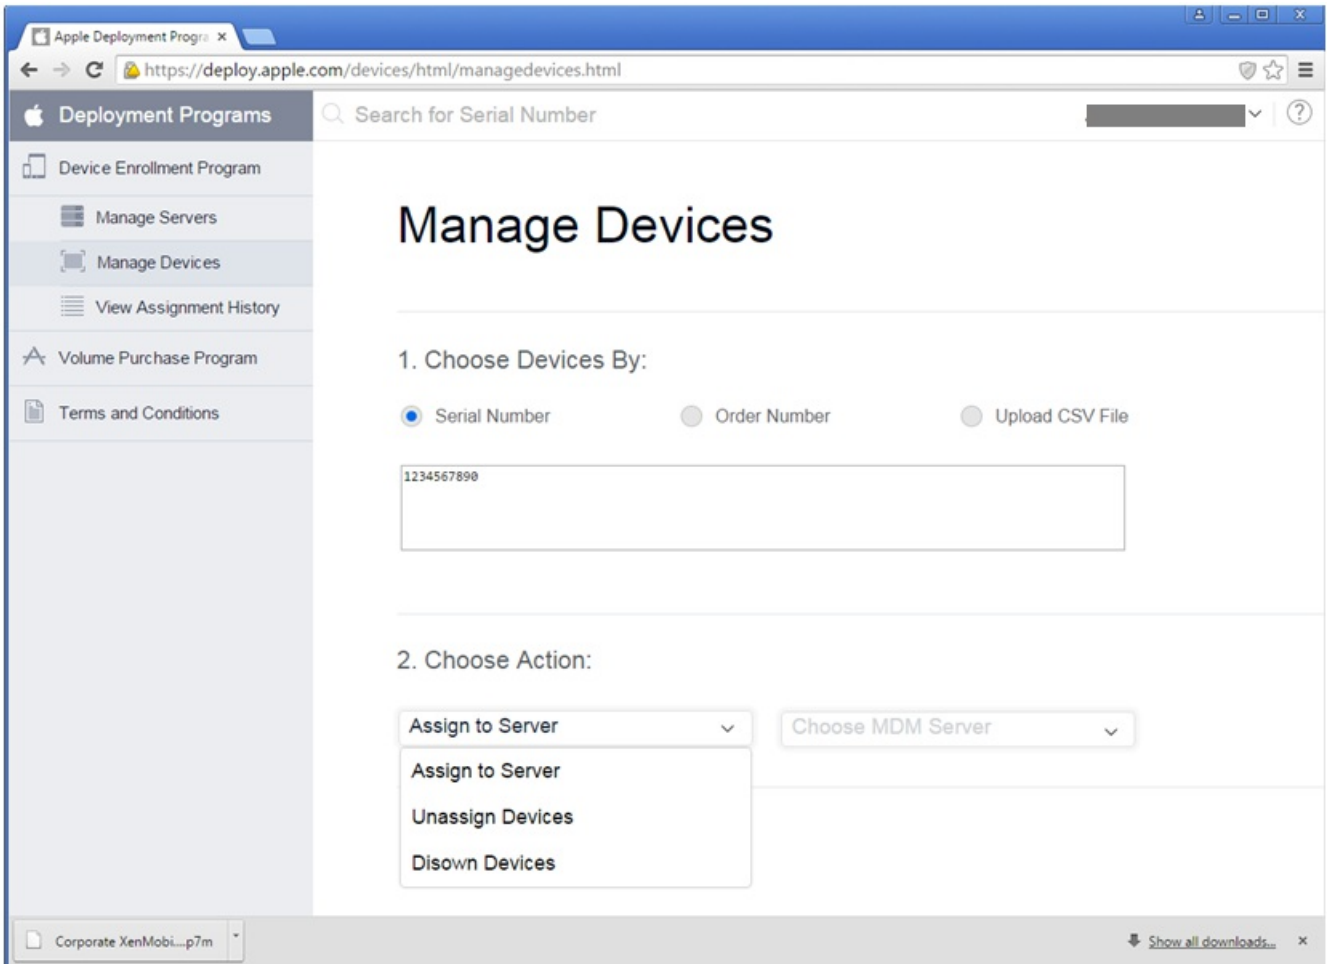 Apple Deployment Progra
https://deploy.apple.com/devices/html/managedevices.html
Deployment Programs
Search for Serial Number
Device Enrollment Program
Manage Servers
Manage Devices
View Assignment History
Volume Purchase Program
Terms and Conditions
Manage Devices
1. Choose Devices By:
Serial Number Order Number Upload CSV File
1234567890
2. Choose Action:
Assign to Server Choose MDM Server
Assign to Server
Unassign Devices
Disown Devices
Corporate XenMobi....p7m Show all downloads...